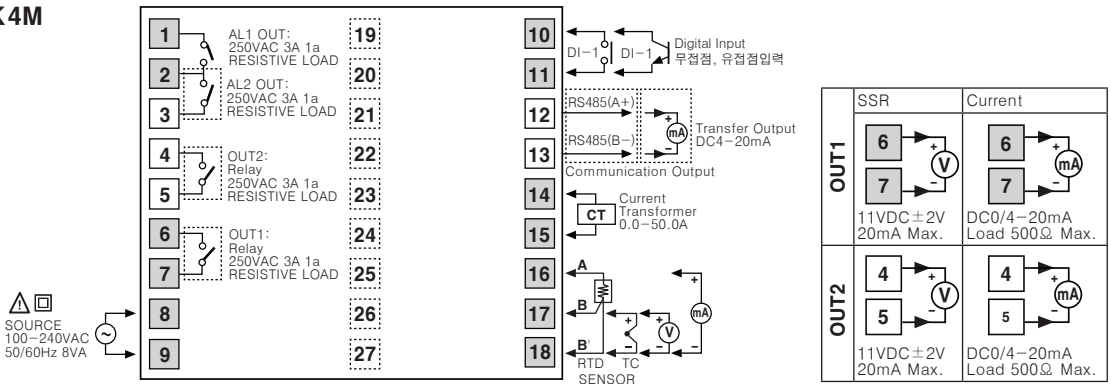 K4M
1
AL1 OUT:
250VAC 3A 1a
RESISTIVE LOAD
2
AL2 OUT:
250VAC 3A 1a
RESISTIVE LOAD
3
4
OUT2:
Relay
250VAC 3A 1a
RESISTIVE LOAD
5
6
OUT1:
Relay
250VAC 3A 1a
RESISTIVE LOAD
7
8
9
SOURCE
100-240VAC
50/60Hz 8VA
19
20
21
22
23
24
25
26
27
10
11
12
13
14
15
16
17
18
DI-1
DI-1
Digital Input
무접점, 유접점입력
RS485(A+)
RS485(B-)
+
mA
-
Transfer Output
DC4-20mA
Communication Output
CT
Current
Transformer
0.0-50.0A
A
B
B'
+
-
+
V
-
+
mA
-
RTD TC
SENSOR
SSR
Current
OUT1
6
7
+
V
-
11VDC±2V
20mA Max.
6
7
+
mA
-
DC0/4-20mA
Load 500Ω Max.
OUT2
4
5
+
V
-
11VDC±2V
20mA Max.
4
5
+
mA
-
DC0/4-20mA
Load 500Ω Max.